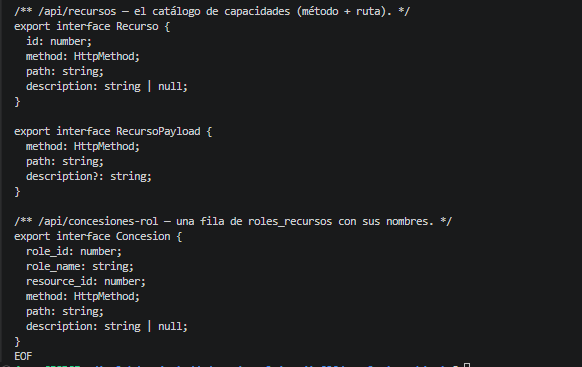 /** /api/recursos — el catálogo de capacidades (método + ruta). */
export interface Recurso {
  id: number;
  method: HttpMethod;
  path: string;
  description: string | null;
}

export interface RecursoPayload {
  method: HttpMethod;
  path: string;
  description?: string;
}

/** /api/concesiones-rol — una fila de roles_recursos con sus nombres. */
export interface Concesion {
  role_id: number;
  role_name: string;
  resource_id: number;
  method: HttpMethod;
  path: string;
  description: string | null;
}
EOF